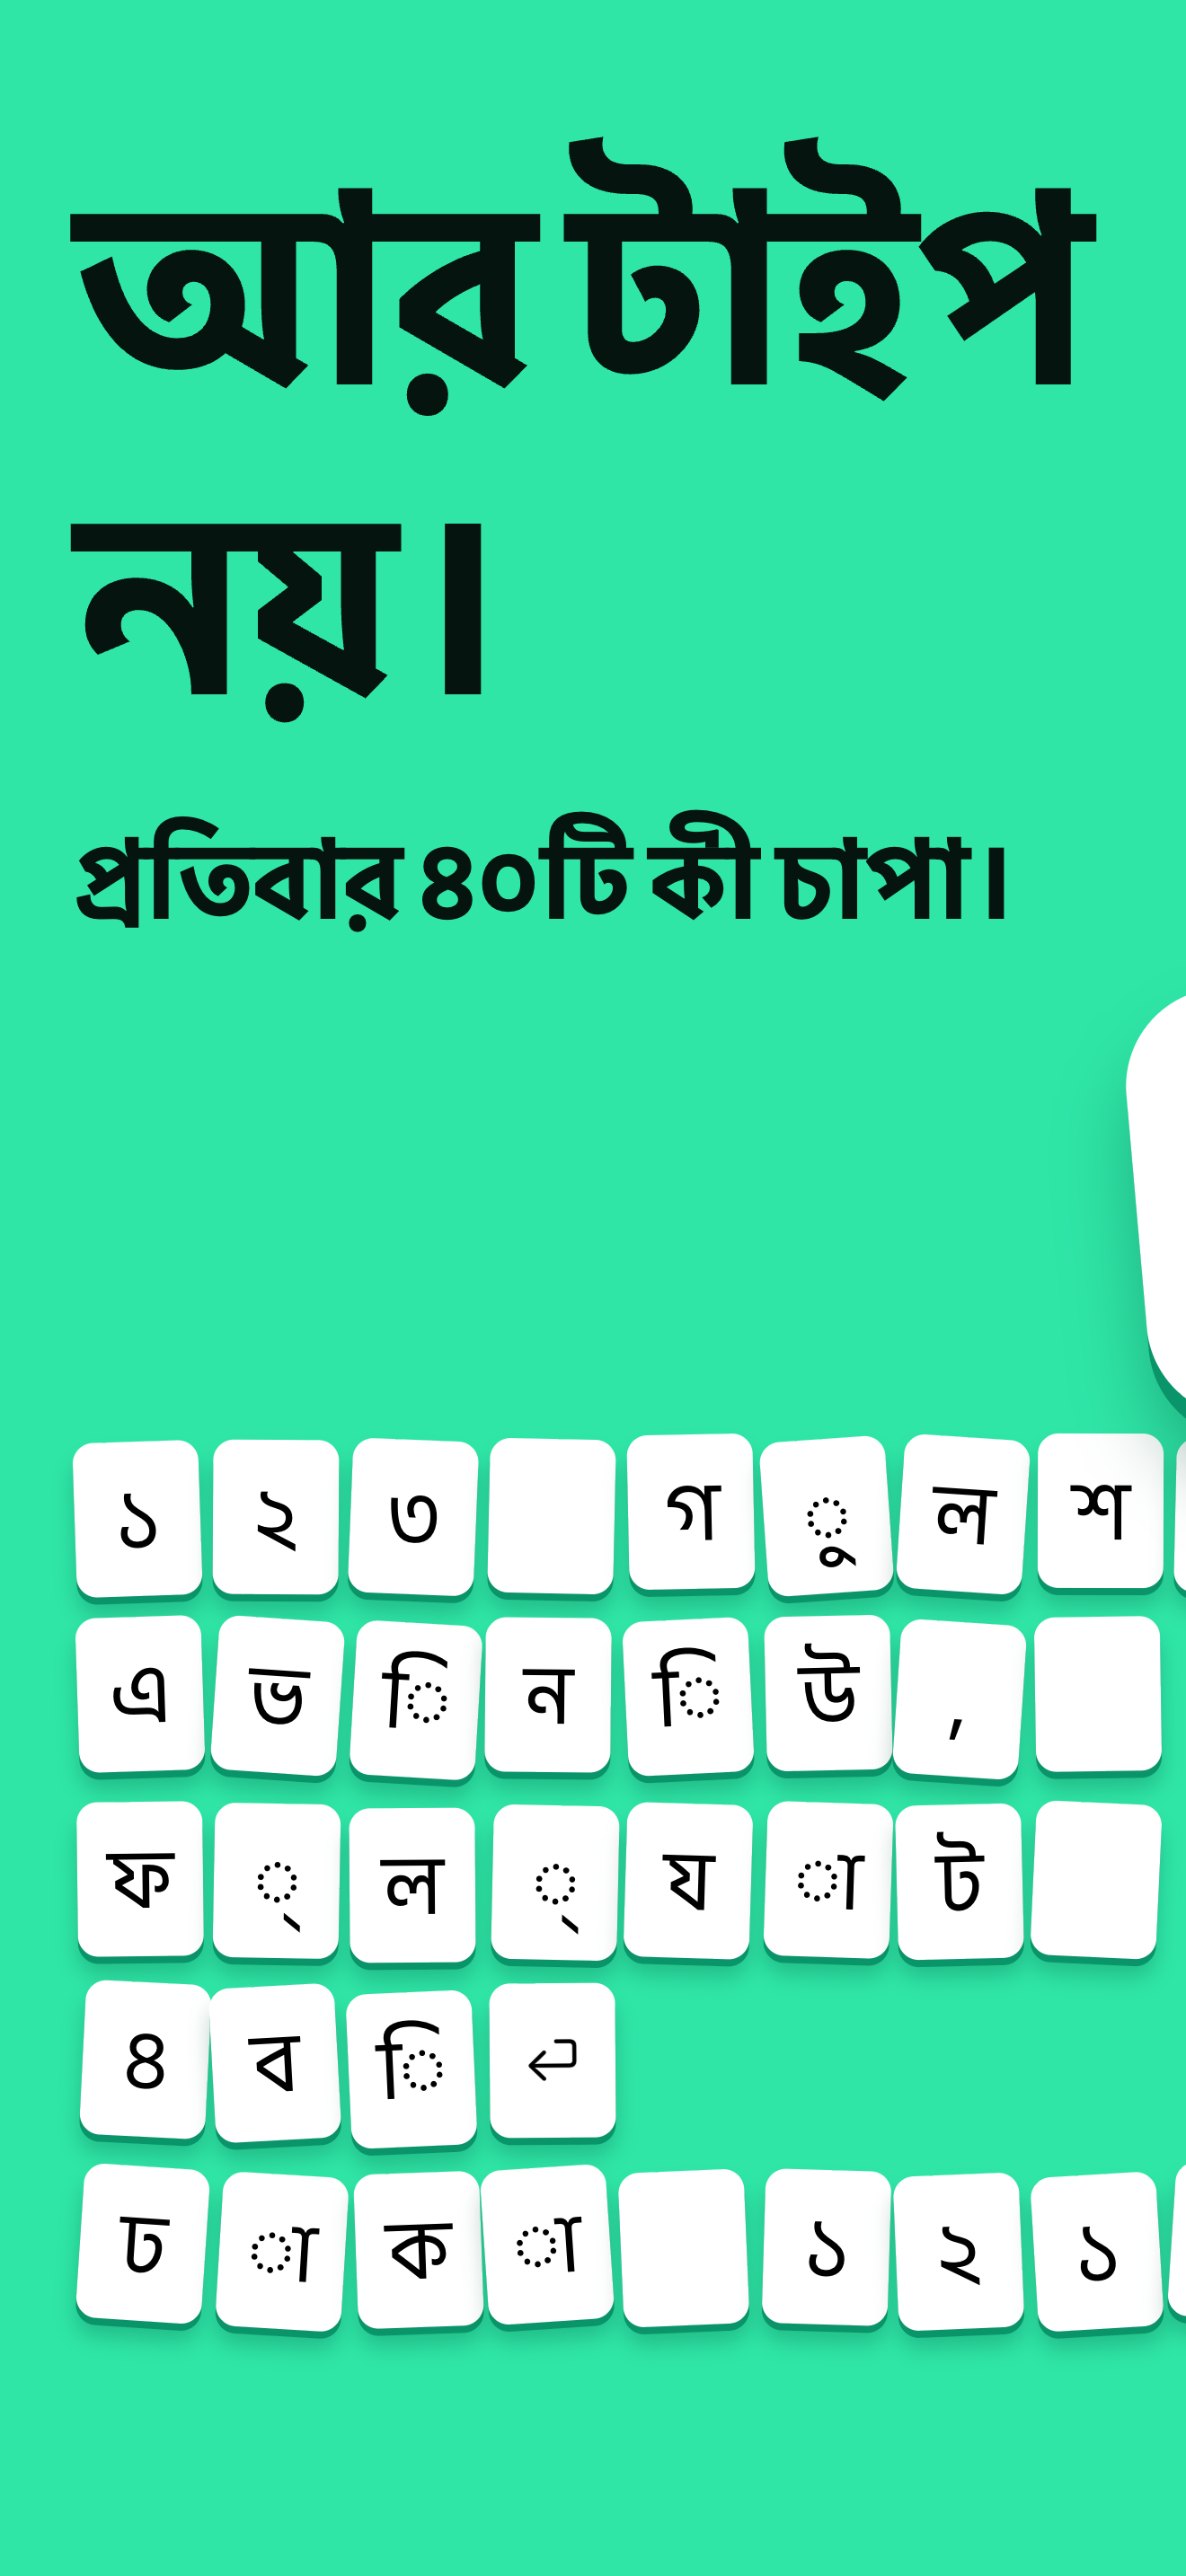 আর টাইপ
নয়।
প্রতিবার ৪০টি কী চাপা।
১ ২ ৩ গ ু ল শ
এ ভ ি ন ি উ ,
ফ ্ ল ্ য া ট
৪ ব ি ⏎
ঢ া ক া ১ ২ ১